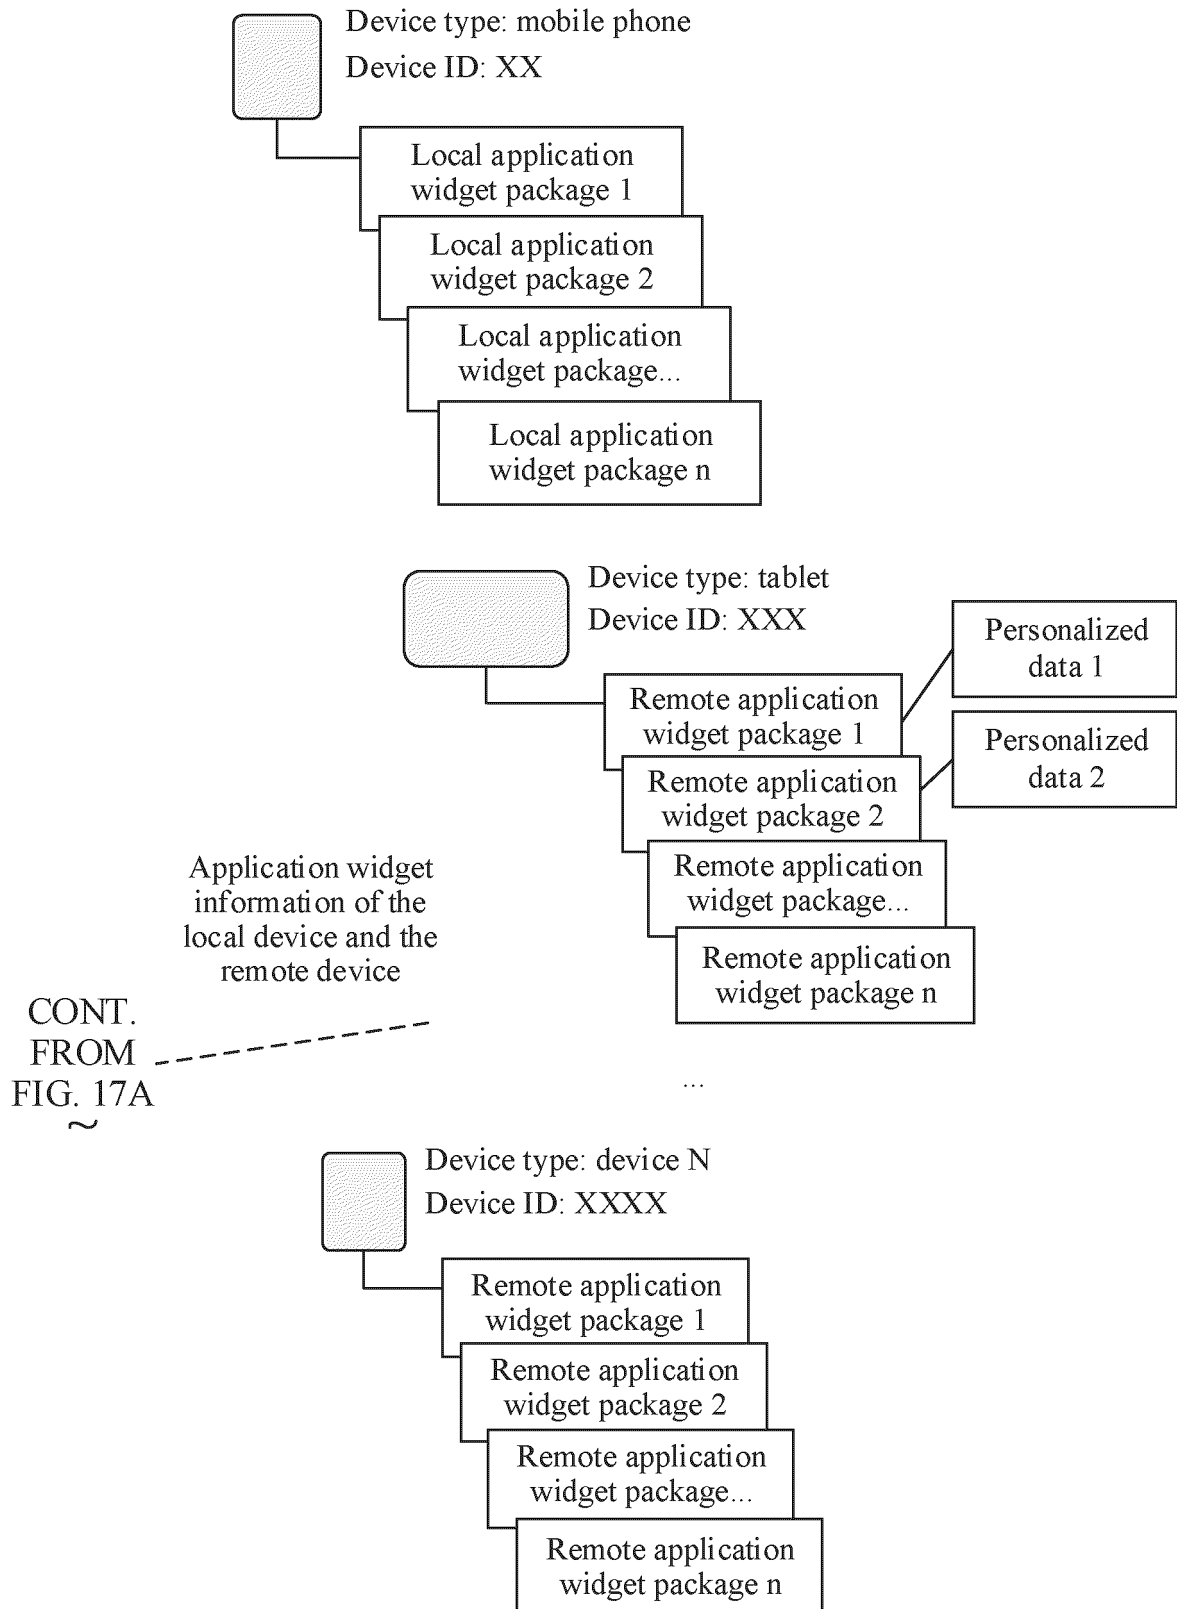 Device type: mobile phone
Device ID: XX
Local application
widget package 1
Local application
widget package 2
Local application
widget package...
Local application
widget package n
Device type: tablet
Device ID: XXX
Personalized
data 1
Remote application
widget package 1
Personalized
data 2
Remote application
widget package 2
Remote application
widget package...
Remote application
widget package n
Application widget
information of the
local device and the
remote device
CONT.
FROM
FIG. 17A
~
...
Device type: device N
Device ID: XXXX
Remote application
widget package 1
Remote application
widget package 2
Remote application
widget package...
Remote application
widget package n